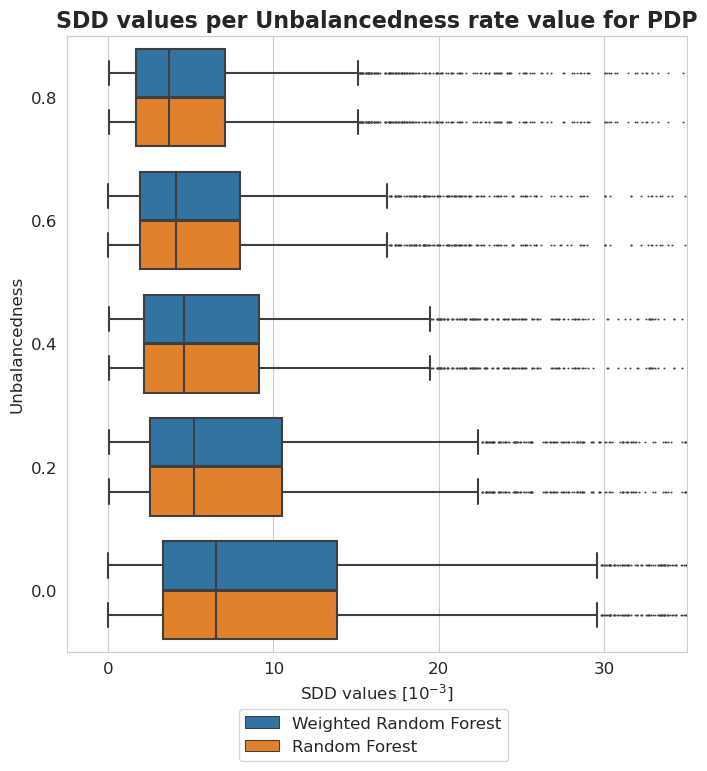 SDD values per Unbalancedness rate value for PDP
Unbalancedness
0.8
0.6
0.4
0.2
0.0
0 10 20 30
SDD values [10⁻³]
Weighted Random Forest
Random Forest